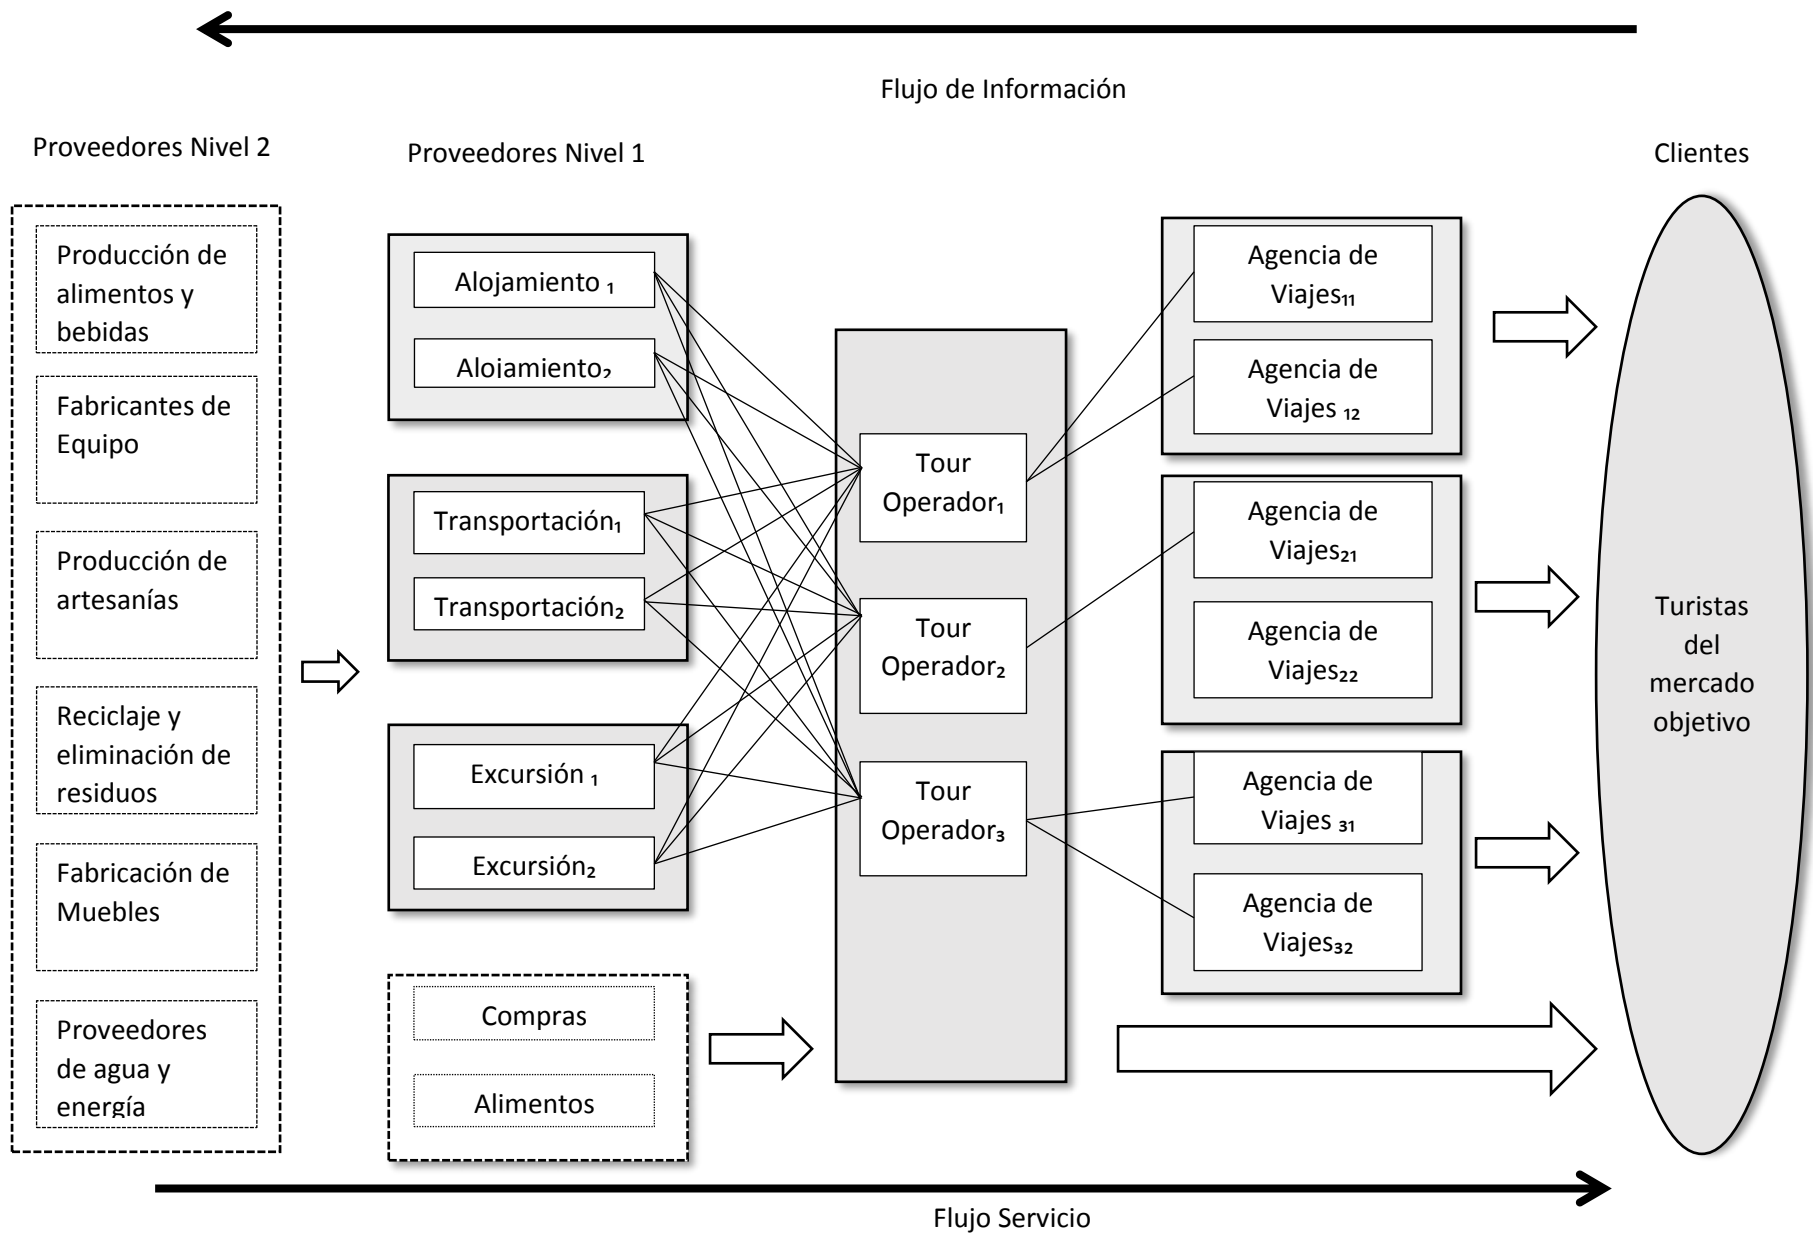 Flujo de Información
Proveedores Nivel 2
Proveedores Nivel 1
Clientes
Producción de
alimentos y
bebidas
Fabricantes de
Equipo
Producción de
artesanías
Reciclaje y
eliminación de
residuos
Fabricación de
Muebles
Proveedores
de agua y
energía
Alojamiento ₁
Alojamiento₂
Transportación₁
Transportación₂
Excursión ₁
Excursión₂
Compras
Alimentos
Tour
Operador₁
Tour
Operador₂
Tour
Operador₃
Agencia de
Viajes₁₁
Agencia de
Viajes ₁₂
Agencia de
Viajes₂₁
Agencia de
Viajes₂₂
Agencia de
Viajes ₃₁
Agencia de
Viajes₃₂
Turistas
del
mercado
objetivo
Flujo Servicio